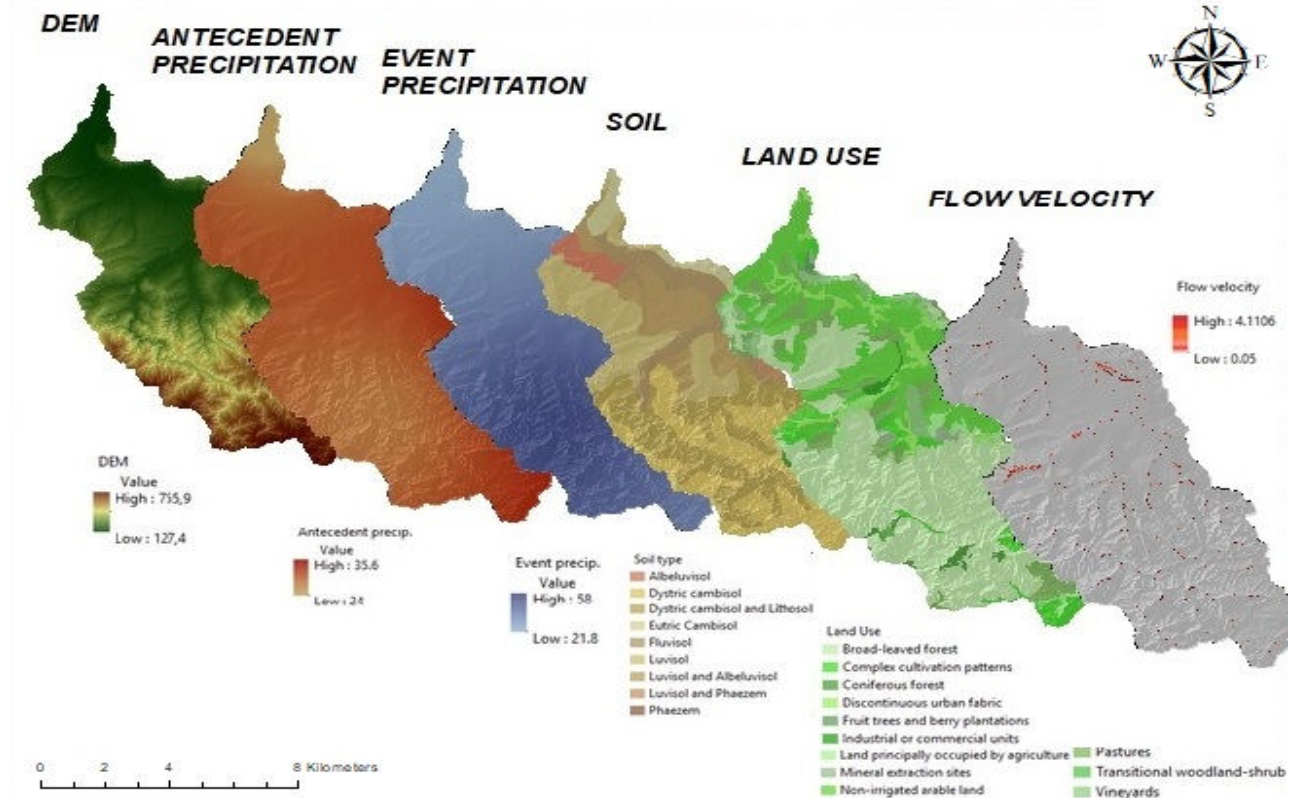 DEM
ANTECEDENT
PRECIPITATION
EVENT
PRECIPITATION
SOIL
LAND USE
FLOW VELOCITY
N
W
E
S
Flow velocity
High : 4.1106
Low : 0.05
DEM
Value
High : 755,9
Low : 127,4
Antecedent precip.
Value
High : 35.6
Low : 24
Event precip.
Value
High : 58
Low : 21.8
Soil type
Albeluvisol
Dystric cambisol
Dystric cambisol and Litosol
Eutric Cambisol
Fluvisol
Luvisol
Luvisol and Albeluvisol
Luvisol and Phaezem
Phaezem
Land Use
Broad-leaved forest
Complex cultivation patterns
Coniferous forest
Discontinuous urban fabric
Fruit trees and berry plantations
Industrial or commercial units
Land principally occupied by agriculture
Mineral extraction sites
Non-irrigated arable land
Pastures
Transitional woodland-shrub
Vineyards
0 2 4 8 Kilometers